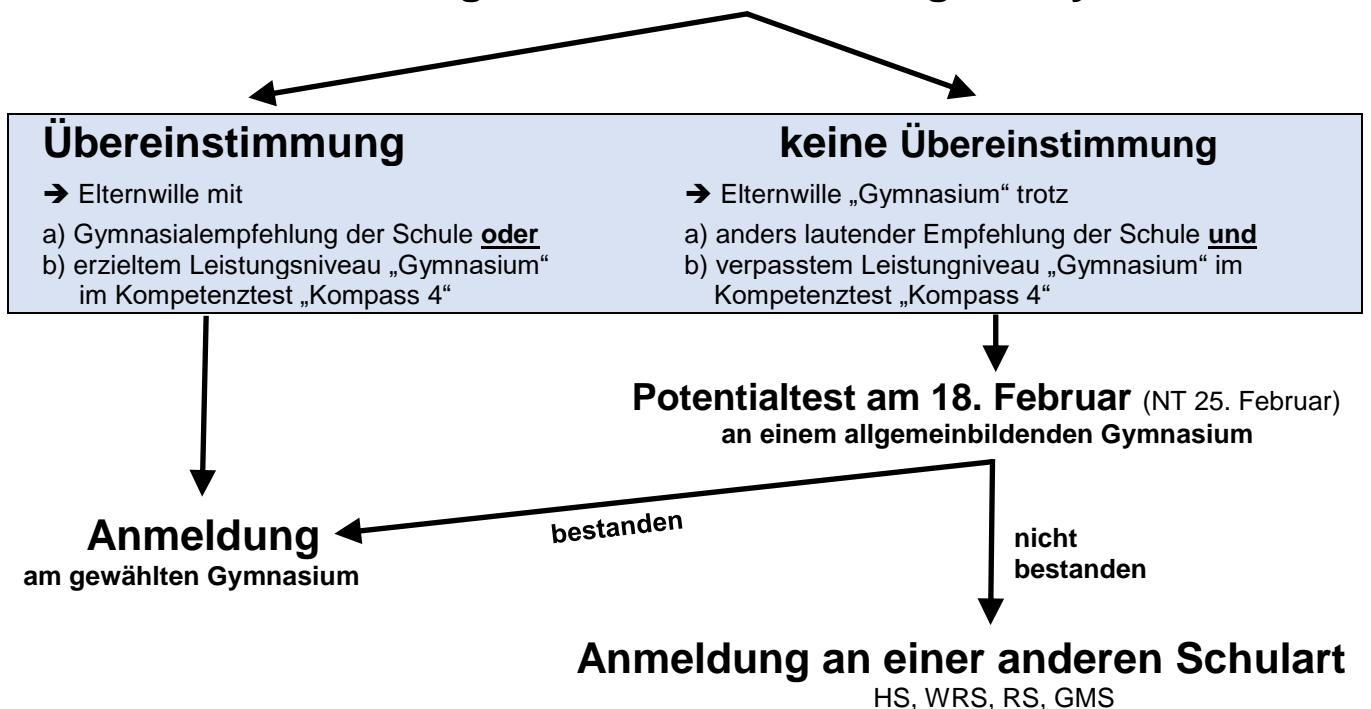 Übereinstimmung
➔ Elternwille mit
a) Gymnasialempfehlung der Schule oder
b) erzieltem Leistungsniveau „Gymnasium“
im Kompetenztest „Kompass 4“
keine Übereinstimmung
➔ Elternwille „Gymnasium“ trotz
a) anders lautender Empfehlung der Schule und
b) verpasstem Leistungniveau „Gymnasium“ im
Kompetenztest „Kompass 4“
Potentialtest am 18. Februar (NT 25. Februar)
an einem allgemeinbildenden Gymnasium
bestanden
Anmeldung
am gewählten Gymnasium
nicht
bestanden
Anmeldung an einer anderen Schulart
HS, WRS, RS, GMS